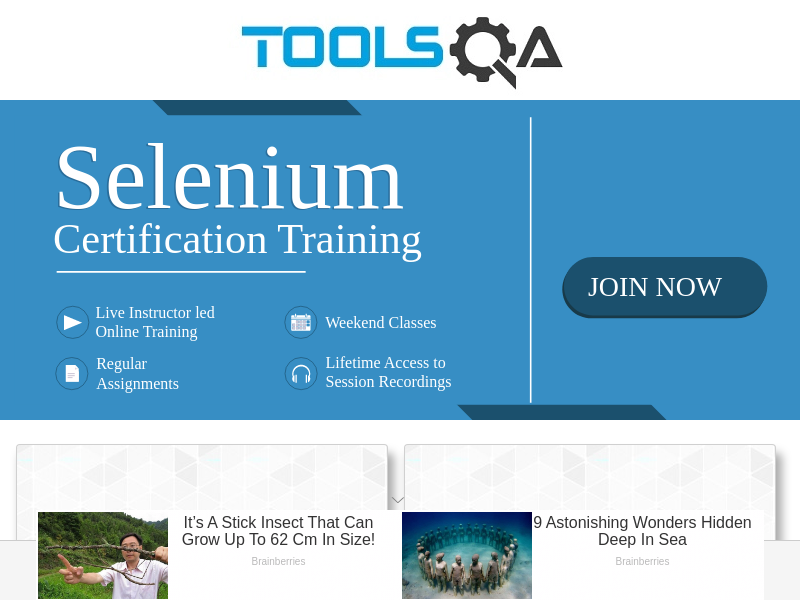 TOOLSQA
Selenium
Certification Training
JOIN NOW
Live Instructor led
Online Training
Weekend Classes
Regular
Assignments
Lifetime Access to
Session Recordings
It's A Stick Insect That Can
Grow Up To 62 Cm In Size!
Brainberries
9 Astonishing Wonders Hidden
Deep In Sea
Brainberries